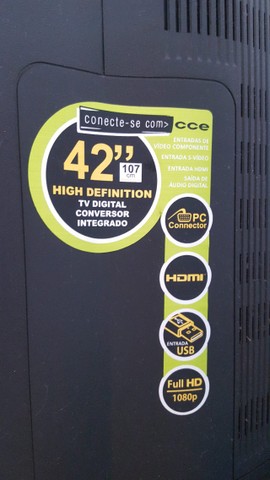 conecte-se com>
cce
42”
107
cm
HIGH DEFINITION
TV DIGITAL
CONVERSOR
INTEGRADO
ENTRADAS DE
VÍDEO COMPONENTE
ENTRADA S-VÍDEO
ENTRADA HDMI
SAÍDA DE
ÁUDIO DIGITAL
PC
Connector
HDMI
ENTRADA
USB
Full HD
1080p